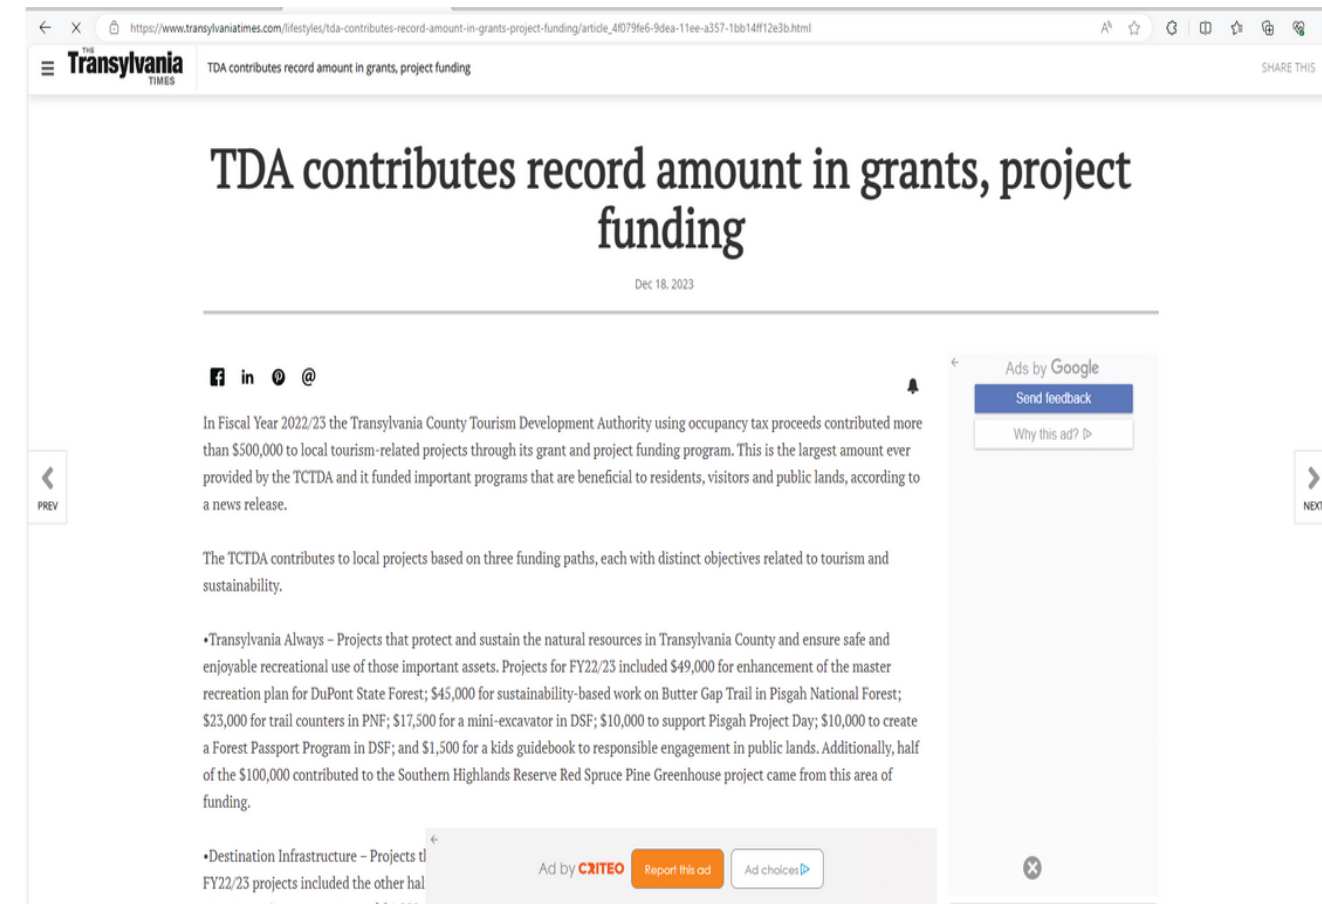 https://www.transylvaniatimes.com/lifestyles/tda-contributes-record-amount-in-grants-project-funding/article_4f079fe6-9dea-11ee-a357-1bb14ff12e3b.html
THE
Transylvania
TIMES
TDA contributes record amount in grants, project funding
SHARE THIS
TDA contributes record amount in grants, project
funding
Dec 18, 2023
In Fiscal Year 2022/23 the Transylvania County Tourism Development Authority using occupancy tax proceeds contributed more
than $500,000 to local tourism-related projects through its grant and project funding program. This is the largest amount ever
provided by the TCTDA and it funded important programs that are beneficial to residents, visitors and public lands, according to
a news release.
The TCTDA contributes to local projects based on three funding paths, each with distinct objectives related to tourism and
sustainability.
•Transylvania Always – Projects that protect and sustain the natural resources in Transylvania County and ensure safe and
enjoyable recreational use of those important assets. Projects for FY22/23 included $49,000 for enhancement of the master
recreation plan for DuPont State Forest; $45,000 for sustainability-based work on Butter Gap Trail in Pisgah National Forest;
$23,000 for trail counters in PNF; $17,500 for a mini-excavator in DSF; $10,000 to support Pisgah Project Day; $10,000 to create
a Forest Passport Program in DSF; and $1,500 for a kids guidebook to responsible engagement in public lands. Additionally, half
of the $100,000 contributed to the Southern Highlands Reserve Red Spruce Pine Greenhouse project came from this area of
funding.
•Destination Infrastructure – Projects
FY22/23 projects included the other
Ads by Google
Send feedback
Why this ad?
PREV
NEXT
Ad by CRITEO
Report this ad
Ad choices